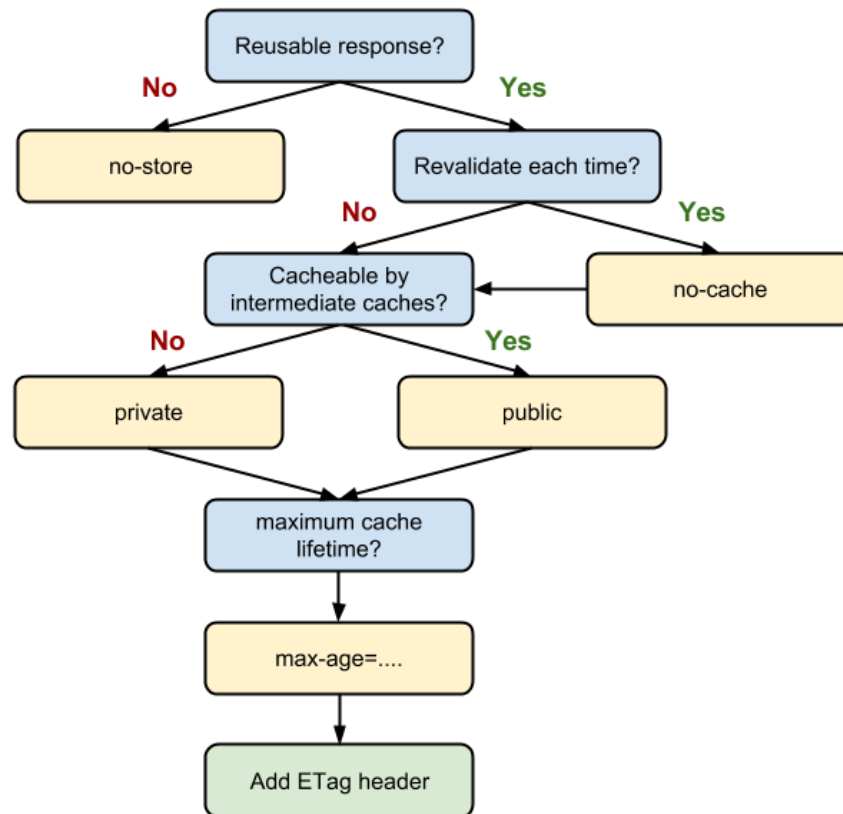 Reusable response?
No
Yes
no-store
Revalidate each time?
No
Yes
Cacheable by
intermediate caches?
no-cache
No
Yes
private
public
maximum cache
lifetime?
max-age=....
Add ETag header